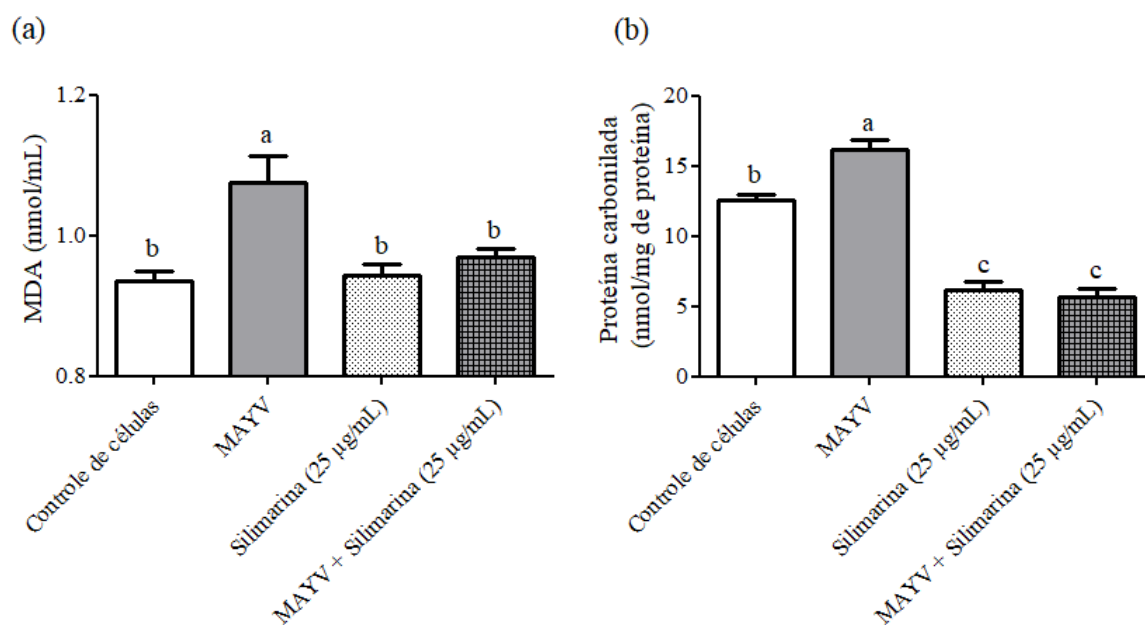 (a)
MDA (nmol/mL)
1.2
1.0
0.8
b
a
b
b
Controle de células
MAYV
Silimarina (25 µg/mL)
MAYV + Silimarina (25 µg/mL)
(b)
Proteína carbonilada
(nmol/mg de proteína)
20
15
10
5
0
b
a
c
c
Controle de células
MAYV
Silimarina (25 µg/mL)
MAYV + Silimarina (25 µg/mL)